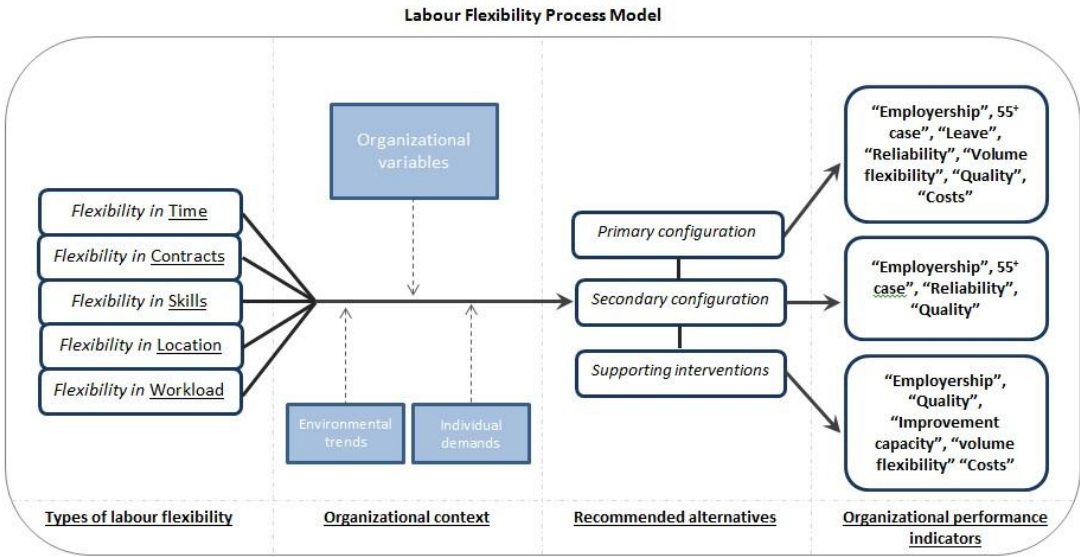 Labour Flexibility Process Model
Flexibility in Time
Flexibility in Contracts
Flexibility in Skills
Flexibility in Location
Flexibility in Workload
Types of labour flexibility
Organizational
variables
Environmental
trends
Individual
demands
Organizational context
Primary configuration
Secondary configuration
Supporting interventions
Recommended alternatives
“Employership”, 55⁺
case”, “Leave”,
“Reliability”, “Volume
flexibility”, “Quality”,
“Costs”
“Employership”, 55⁺
case”, “Reliability”,
“Quality”
“Employership”,
“Quality”,
“Improvement
capacity”, “volume
flexibility” “Costs”
Organizational performance
indicators